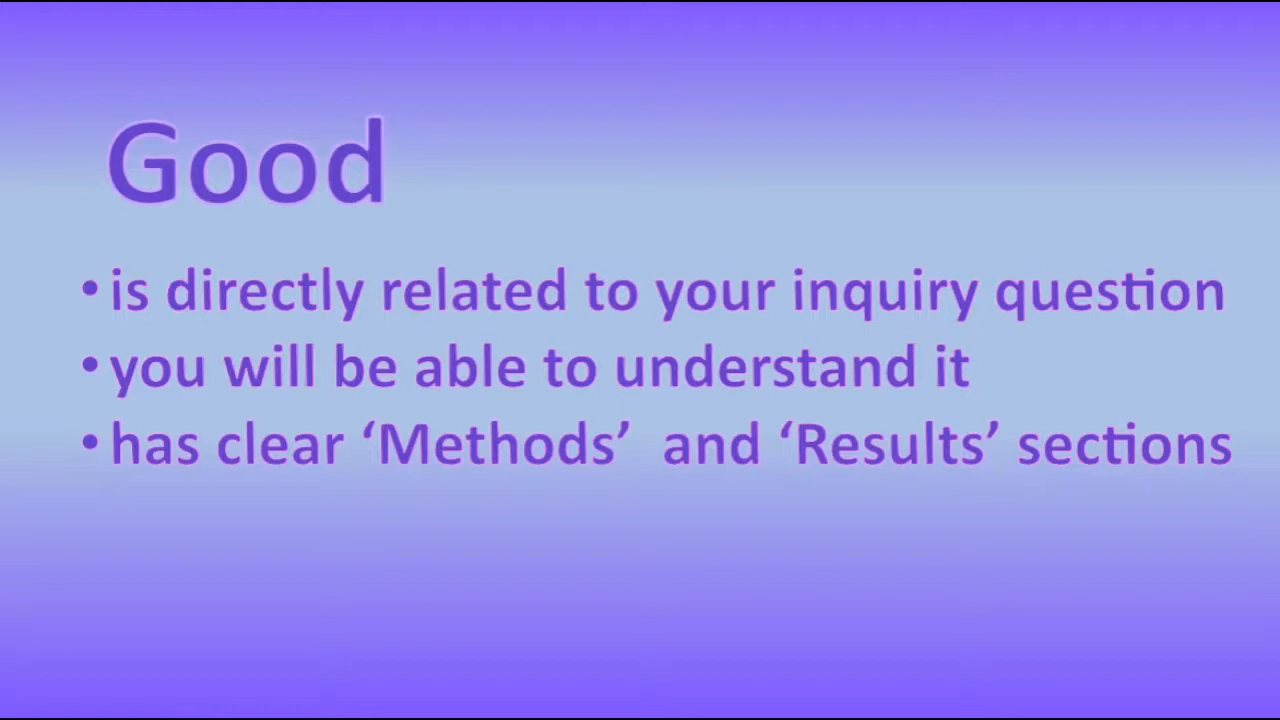 Good
• is directly related to your inquiry question
• you will be able to understand it
• has clear ‘Methods’  and ‘Results’ sections